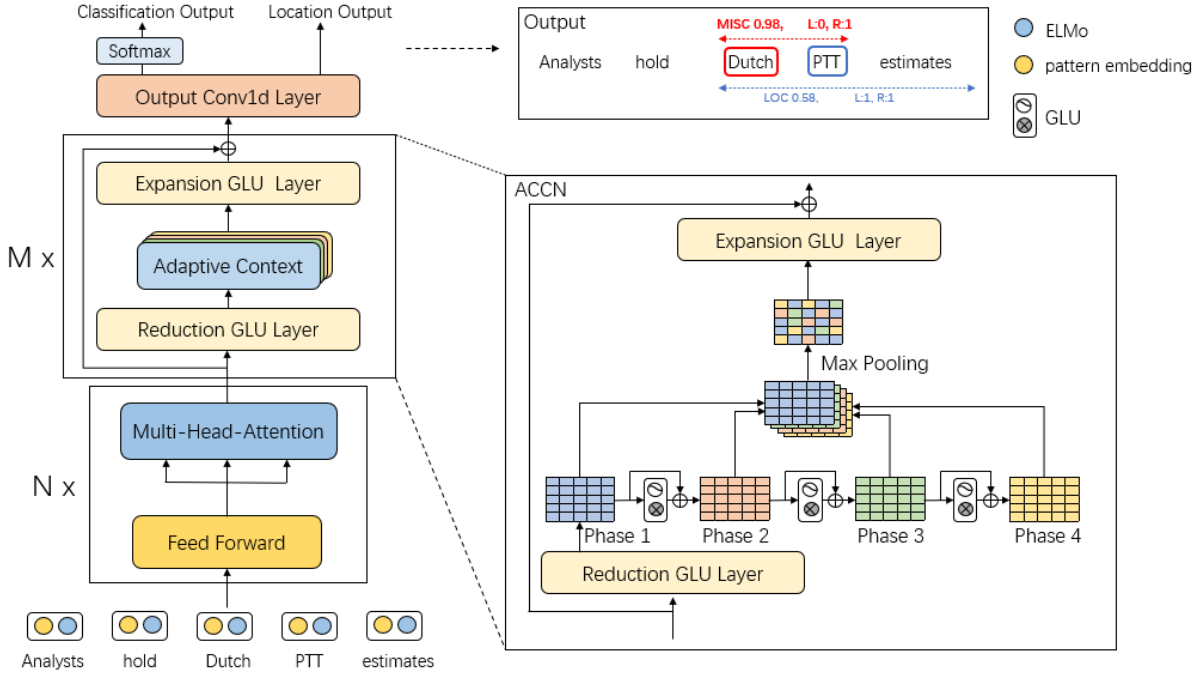 Classification Output
Location Output
Softmax
Output Conv1d Layer
Expansion GLU Layer
M x
Adaptive Context
Reduction GLU Layer
Multi-Head-Attention
N x
Feed Forward
Analysts
hold
Dutch
PTT
estimates
Output
MISC 0.98, L:0, R:1
Analysts
hold
Dutch
PTT
estimates
LOC 0.58, L:1, R:1
ELMo
pattern embedding
GLU
ACCN
Expansion GLU Layer
Max Pooling
Phase 1
Phase 2
Phase 3
Phase 4
Reduction GLU Layer